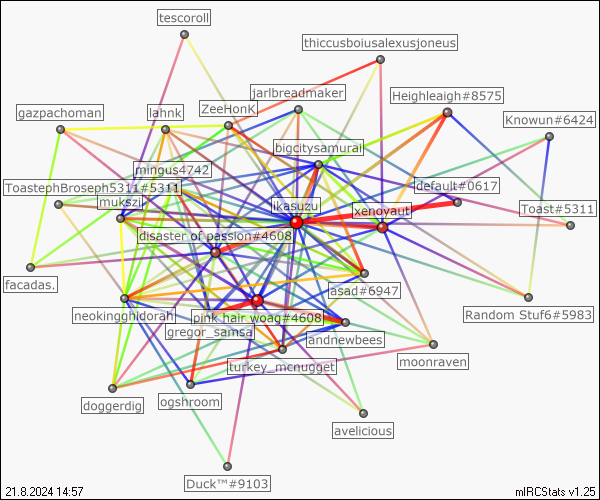 tescoroll
thiccusboiusalexusjoneus
jarlbreadmaker
Heighleaigh#8575
gazpachoman
lahnk
ZeeHonK
Knowun#6424
bigcitysamurai
mingus4742
ToastephBroseph5311#5311
default#0617
mukszi
ikasuzu
xenovaut
Toast#5311
disaster of passion#4608
facadas.
asad#6947
neokingghidorah
pink hair woag#4608
Random Stuf6#5983
gregor_samsa
andnewbees
turkey_mcnugget
moonraven
doggerdig
ogshroom
avelicious
Duck™#9103
21.8.2024 14:57
mIRCStats v1.25